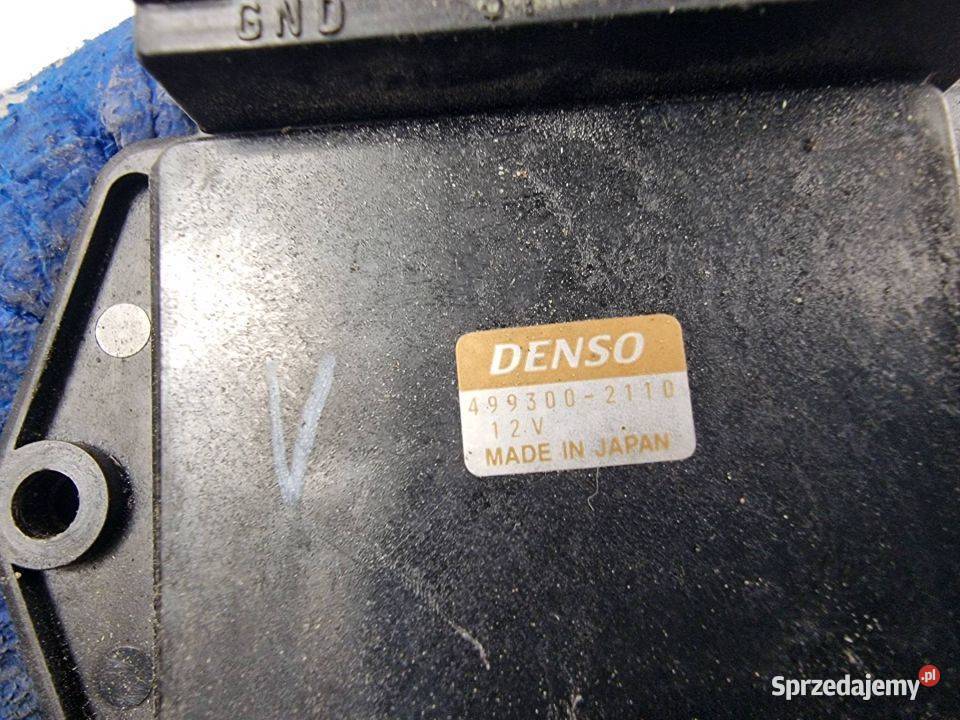 GND
DENSO
499300-2110
12V
MADE IN JAPAN
V
Sprzedajemy.pl